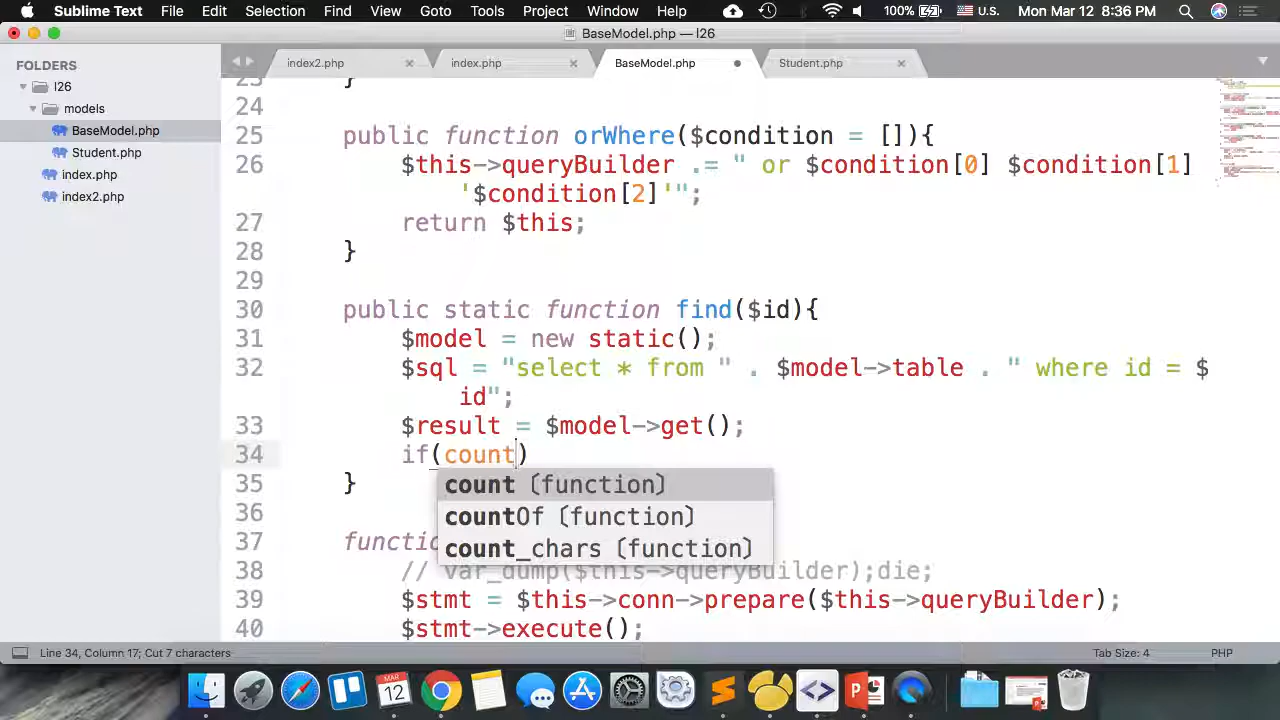 Sublime Text File Edit Selection Find View Goto Tools Project Window Help 100% U.S. Mon Mar 12 8:36 PM
BaseModel.php — l26
FOLDERS
l26
models
BaseModel.php
Student.php
index.php
index2.php
index2.php index.php BaseModel.php Student.php
23 }
24
25 public function orWhere($condition = []){
26 $this->queryBuilder .= " or $condition[0] $condition[1]
'$condition[2]'";
27 return $this;
28 }
29
30 public static function find($id){
31 $model = new static();
32 $sql = "select * from " . $model->table . " where id = $
id";
33 $result = $model->get();
34 if(count)
35 }
36
37 functio
38 // var_dump($this->queryBuilder);die;
39 $stmt = $this->conn->prepare($this->queryBuilder);
40 $stmt->execute();
count (function)
countOf (function)
count_chars (function)
Line 34, Column 17; Cut 7 characters Tab Size: 4 PHP
MAR
12